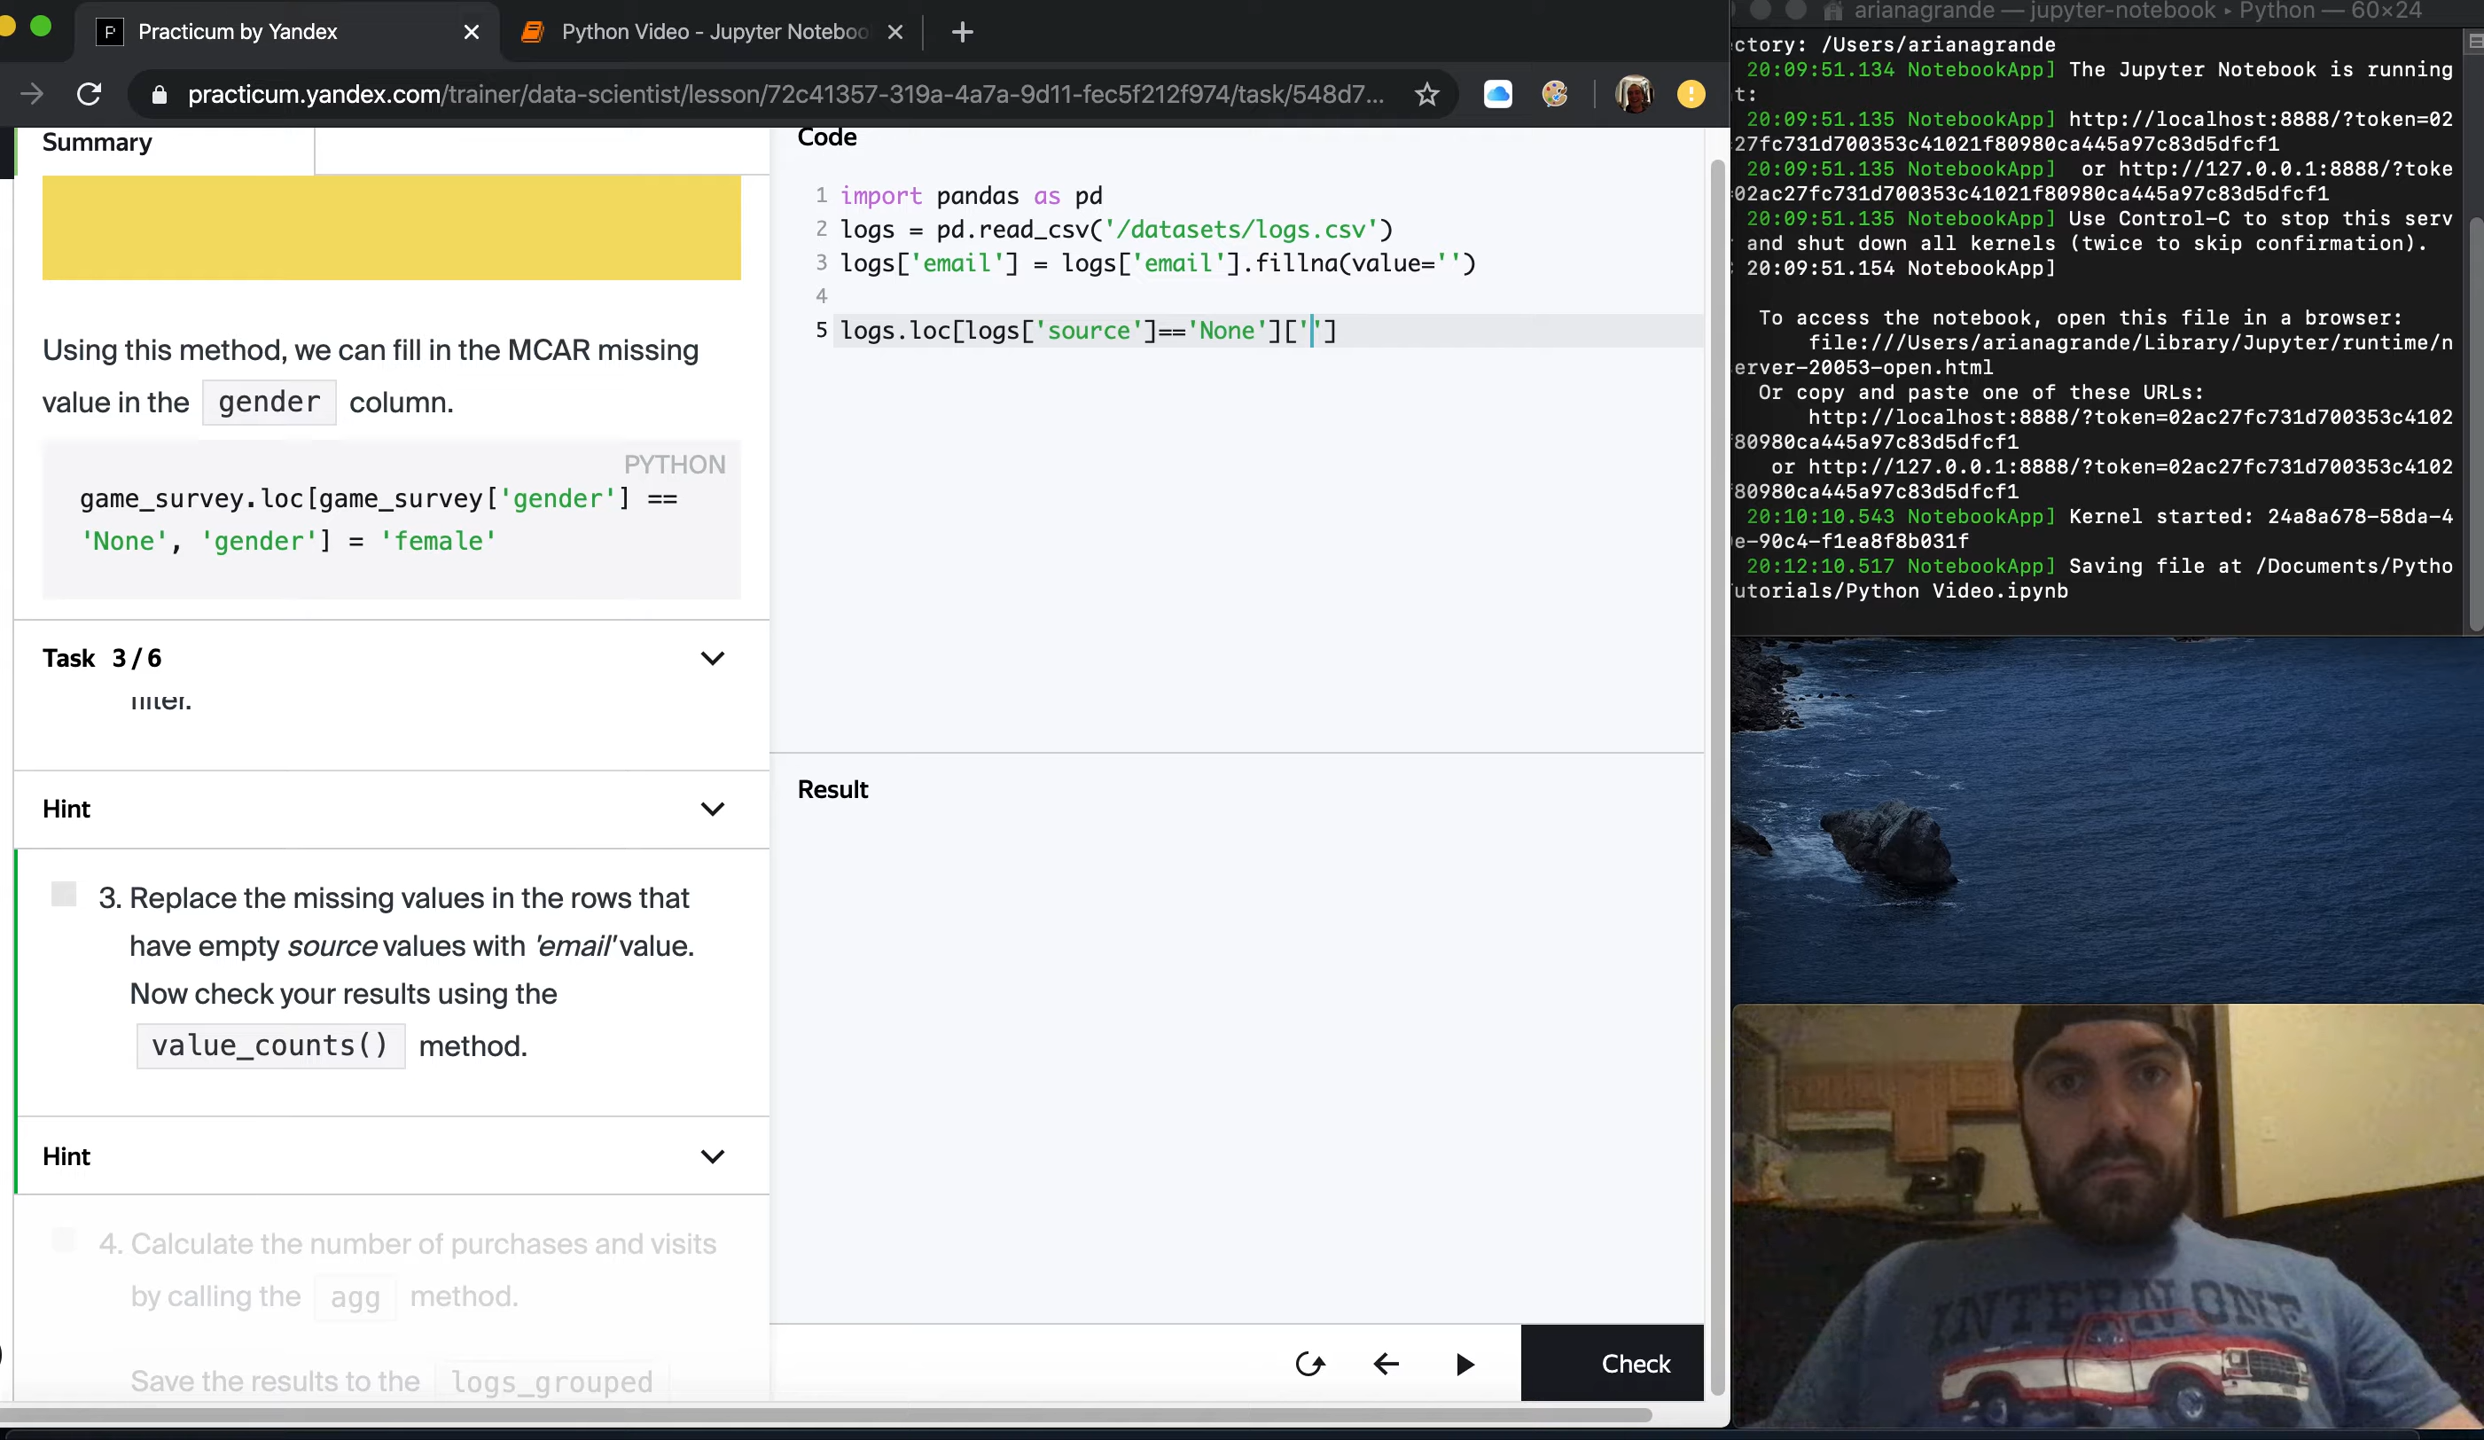 Practicum by Yandex
Python Video - Jupyter Noteboo
practicum.yandex.com/trainer/data-scientist/lesson/72c41357-319a-4a7a-9d11-fec5f212f974/task/548d7...
Summary
Using this method, we can fill in the MCAR missing
value in the gender column.
PYTHON
game_survey.loc[game_survey['gender'] ==
'None', 'gender'] = 'female'
Task 3 / 6
filter.
Hint
3. Replace the missing values in the rows that
have empty source values with 'email' value.
Now check your results using the
value_counts() method.
Hint
4. Calculate the number of purchases and visits
by calling the agg method.
Save the results to the logs_grouped
Code
1 import pandas as pd
2 logs = pd.read_csv('/datasets/logs.csv')
3 logs['email'] = logs['email'].fillna(value='')
4
5 logs.loc[logs['source']=='None']['']
Result
Check
arianagrande — jupyter-notebook ▸ Python — 60×24
ctory: /Users/arianagrande
20:09:51.134 NotebookApp] The Jupyter Notebook is running
t:
20:09:51.135 NotebookApp] http://localhost:8888/?token=02
27fc731d700353c41021f80980ca445a97c83d5dfcf1
20:09:51.135 NotebookApp]  or http://127.0.0.1:8888/?toke
02ac27fc731d700353c41021f80980ca445a97c83d5dfcf1
20:09:51.135 NotebookApp] Use Control-C to stop this serv
and shut down all kernels (twice to skip confirmation).
20:09:51.154 NotebookApp]
To access the notebook, open this file in a browser:
file:///Users/arianagrande/Library/Jupyter/runtime/n
erver-20053-open.html
Or copy and paste one of these URLs:
http://localhost:8888/?token=02ac27fc731d700353c4102
f80980ca445a97c83d5dfcf1
or http://127.0.0.1:8888/?token=02ac27fc731d700353c4102
f80980ca445a97c83d5dfcf1
20:10:10.543 NotebookApp] Kernel started: 24a8a678-58da-4
e-90c4-f1ea8f8b031f
20:12:10.517 NotebookApp] Saving file at /Documents/Pytho
utorials/Python Video.ipynb
INTERN ONE